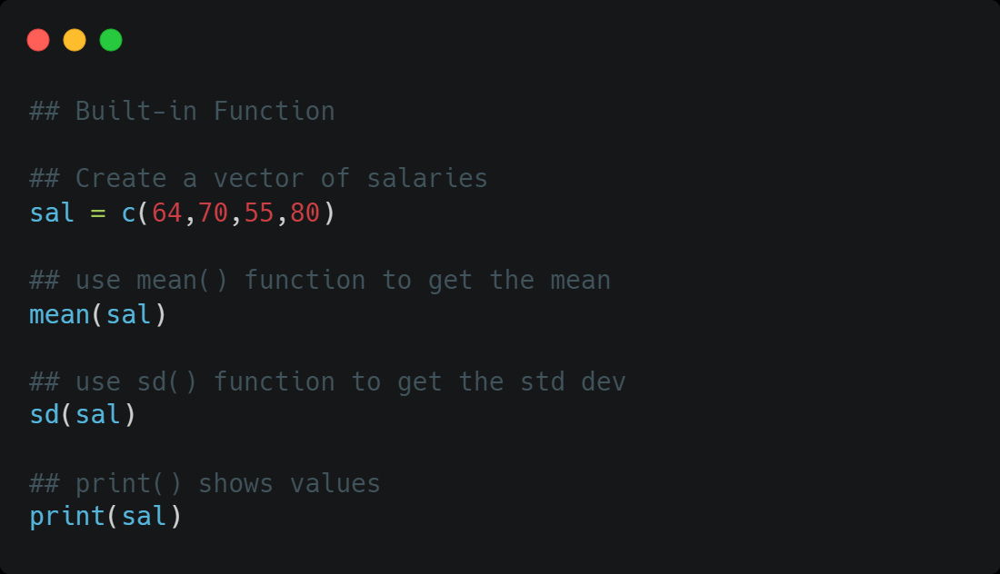 ## Built-in Function
## Create a vector of salaries
sal = c(64,70,55,80)
## use mean() function to get the mean
mean(sal)
## use sd() function to get the std dev
sd(sal)
## print() shows values
print(sal)